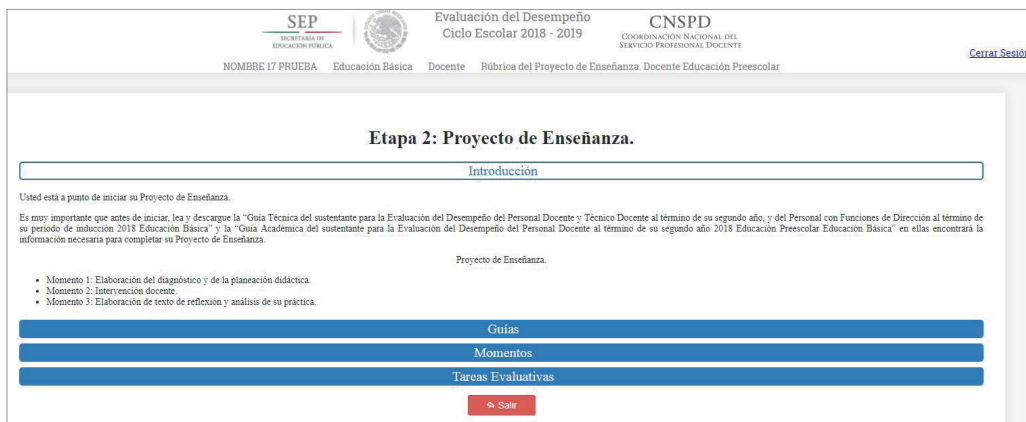 SEP
SECRETARÍA DE
EDUCACIÓN PÚBLICA
Evaluación del Desempeño
Ciclo Escolar 2018 - 2019
CNSPD
COORDINACIÓN NACIONAL DEL
SERVICIO PROFESIONAL DOCENTE
Cerrar Sesión
NOMBRE 17 PRUEBA Educación Básica Docente Rúbrica del Proyecto de Enseñanza. Docente Educación Preescolar
Etapa 2: Proyecto de Enseñanza.
Introducción
Usted está a punto de iniciar su Proyecto de Enseñanza.
Es muy importante que antes de iniciar, lea y descargue la “Guía Técnica del sustentante para la Evaluación del Desempeño del Personal Docente y Técnico Docente al término de su segundo año, y del Personal con Funciones de Dirección al término de
su periodo de inducción 2018 Educación Básica” y la “Guía Académica del sustentante para la Evaluación del Desempeño del Personal Docente al término de su segundo año 2018 Educación Preescolar Educación Básica” en ellas encontrará la
información necesaria para completar su Proyecto de Enseñanza.
Proyecto de Enseñanza.
• Momento 1: Elaboración del diagnóstico y de la planeación didáctica.
• Momento 2: Intervención docente.
• Momento 3: Elaboración de texto de reflexión y análisis de su práctica.
Guías
Momentos
Tareas Evaluativas
Salir